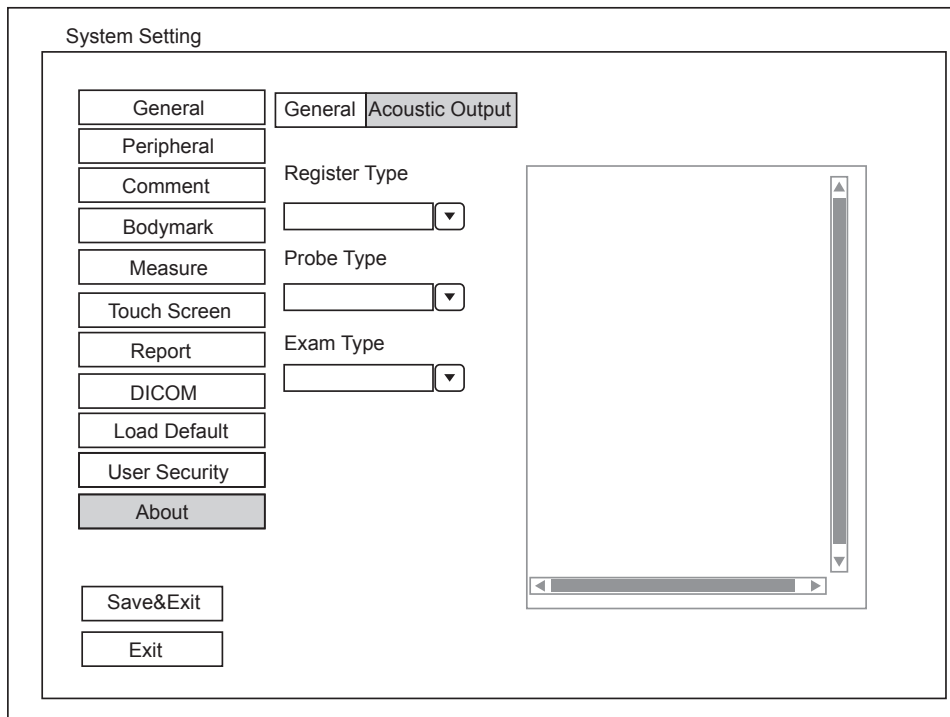 System Setting
General
Peripheral
Comment
Bodymark
Measure
Touch Screen
Report
DICOM
Load Default
User Security
About
Save&Exit
Exit
General
Acoustic Output
Register Type
Probe Type
Exam Type